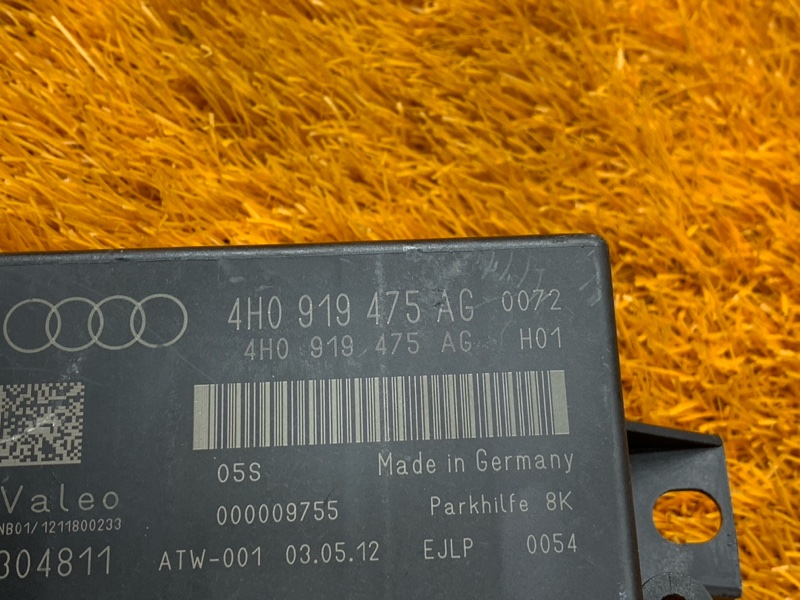 4H0 919 475 AG 0072
4H0 919 475 AG H01
05S Made in Germany
Valeo 000009755 Parkhilfe 8K
NB01/1211800233
304811 ATW-001 03.05.12 EJLP 0054